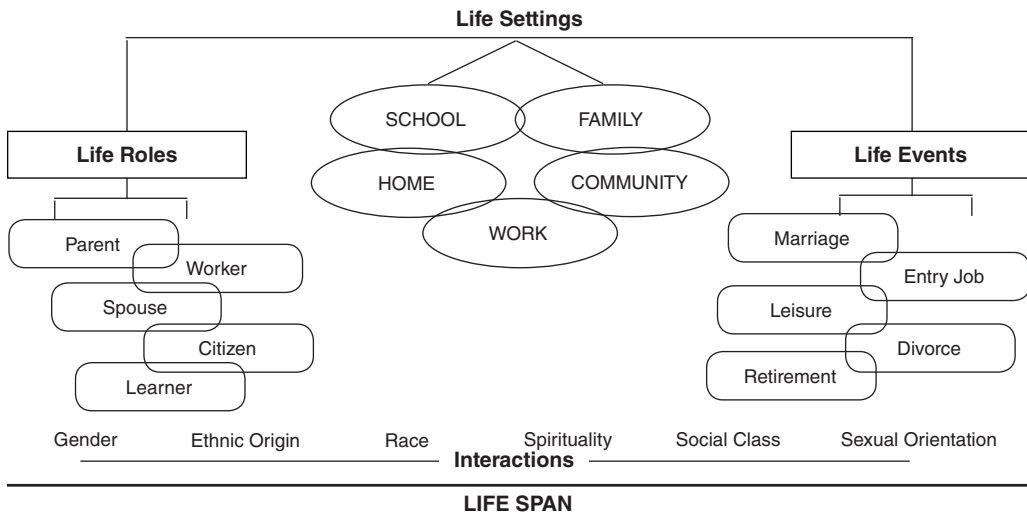 Life Settings
SCHOOL FAMILY
Life Roles
Life Events
HOME COMMUNITY
WORK
Parent
Worker
Spouse
Citizen
Learner
Marriage
Entry Job
Leisure
Divorce
Retirement
Gender Ethnic Origin Race Spirituality Social Class Sexual Orientation
Interactions
LIFE SPAN